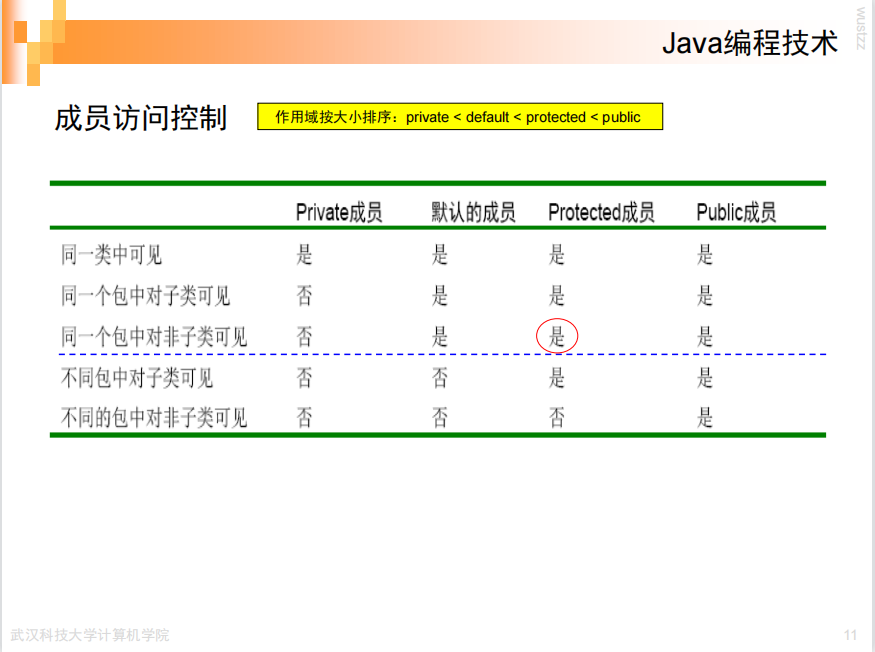 Java编程技术
wustzz
成员访问控制
作用域按大小排序：private < default < protected < public
Private成员 默认的成员 Protected成员 Public成员
同一类中可见 是 是 是 是
同一个包中对子类可见 否 是 是 是
同一个包中对非子类可见 否 是 是 是
不同包中对子类可见 否 否 是 是
不同的包中对非子类可见 否 否 否 是
武汉科技大学计算机学院 11